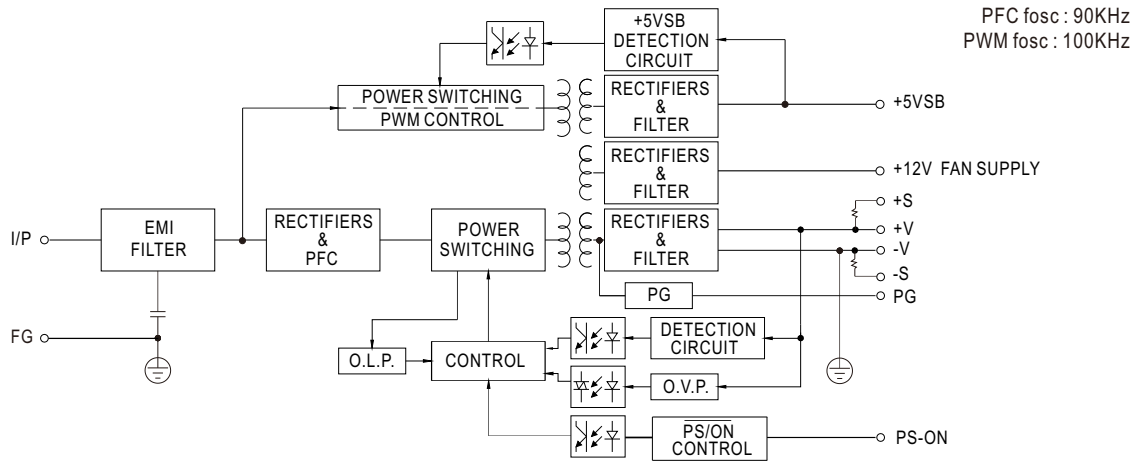 PFC fosc : 90KHz
PWM fosc : 100KHz
+5VSB
DETECTION
CIRCUIT
POWER SWITCHING
PWM CONTROL
RECTIFIERS
&
FILTER
+5VSB
RECTIFIERS
&
FILTER
+12V FAN SUPPLY
I/P
EMI
FILTER
RECTIFIERS
&
PFC
POWER
SWITCHING
RECTIFIERS
&
FILTER
+S
+V
-V
-S
PG
PG
FG
O.L.P.
CONTROL
DETECTION
CIRCUIT
O.V.P.
PS/ON
CONTROL
PS-ON